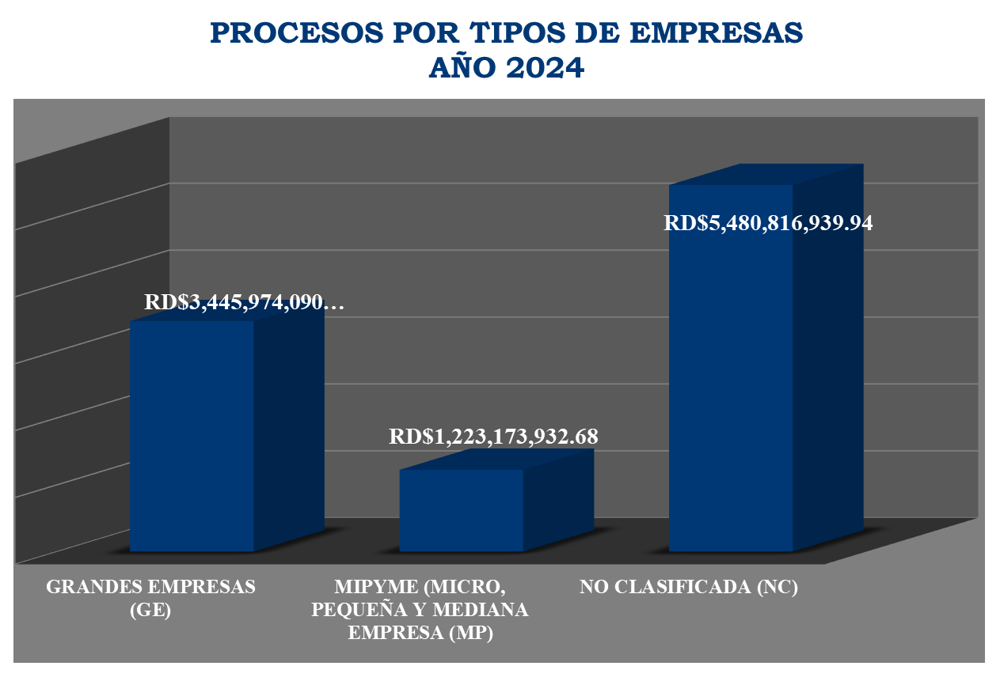 PROCESOS POR TIPOS DE EMPRESAS
AÑO 2024
RD$5,480,816,939.94
RD$3,445,974,090…
RD$1,223,173,932.68
GRANDES EMPRESAS
(GE)
MIPYME (MICRO,
PEQUEÑA Y MEDIANA
EMPRESA (MP)
NO CLASIFICADA (NC)